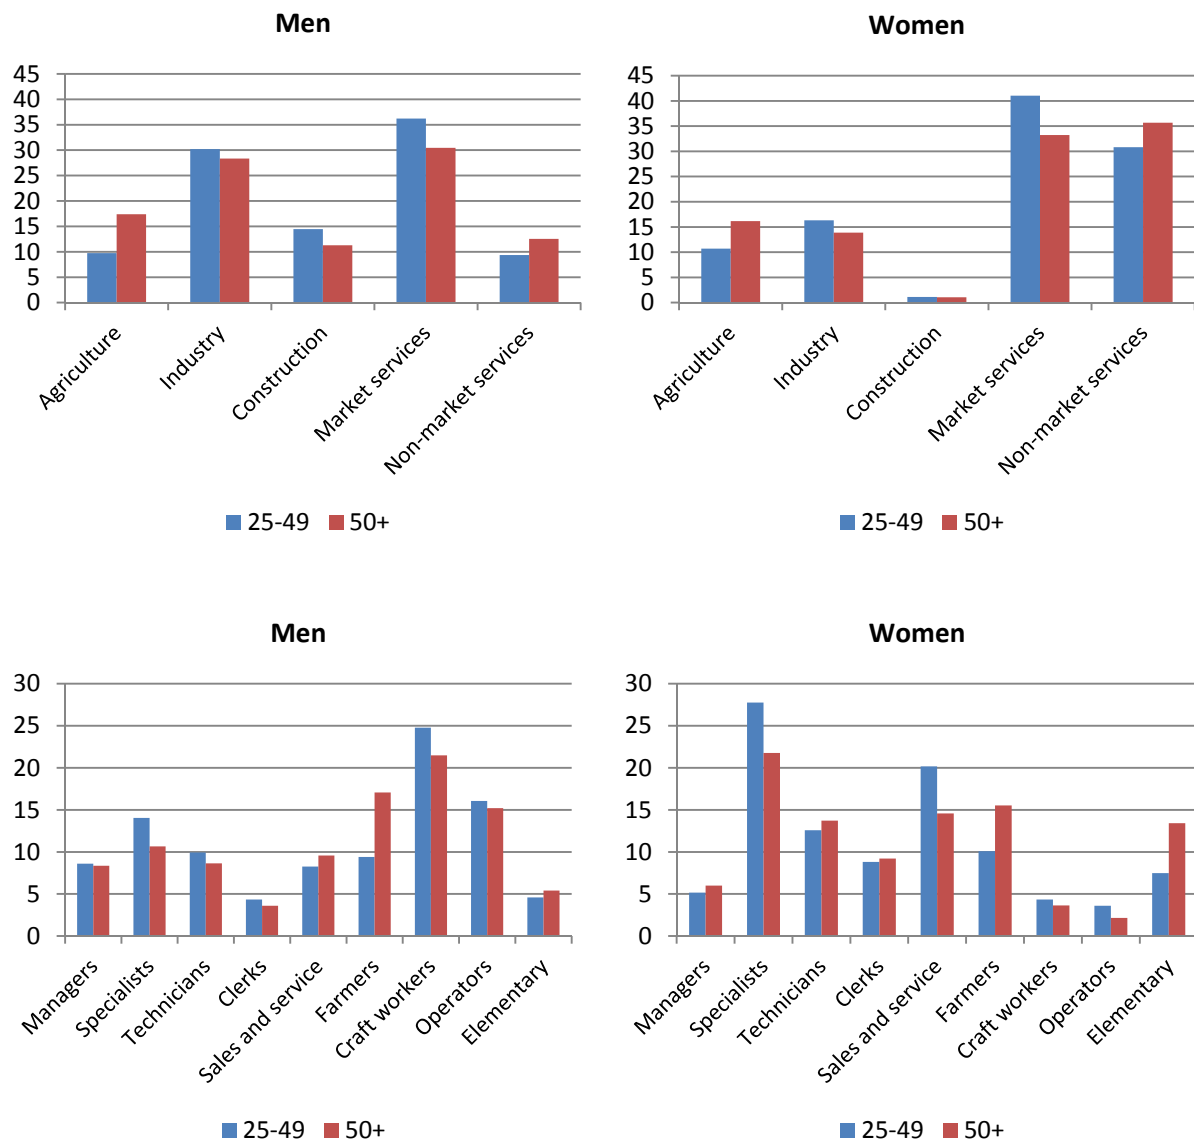 Men
45
40
35
30
25
20
15
10
5
0
Agriculture
Industry
Construction
Market services
Non-market services
25-49 50+
Women
45
40
35
30
25
20
15
10
5
0
Agriculture
Industry
Construction
Market services
Non-market services
25-49 50+
Men
30
25
20
15
10
5
0
Managers
Specialists
Technicians
Clerks
Sales and service
Farmers
Craft workers
Operators
Elementary
25-49 50+
Women
30
25
20
15
10
5
0
Managers
Specialists
Technicians
Clerks
Sales and service
Farmers
Craft workers
Operators
Elementary
25-49 50+